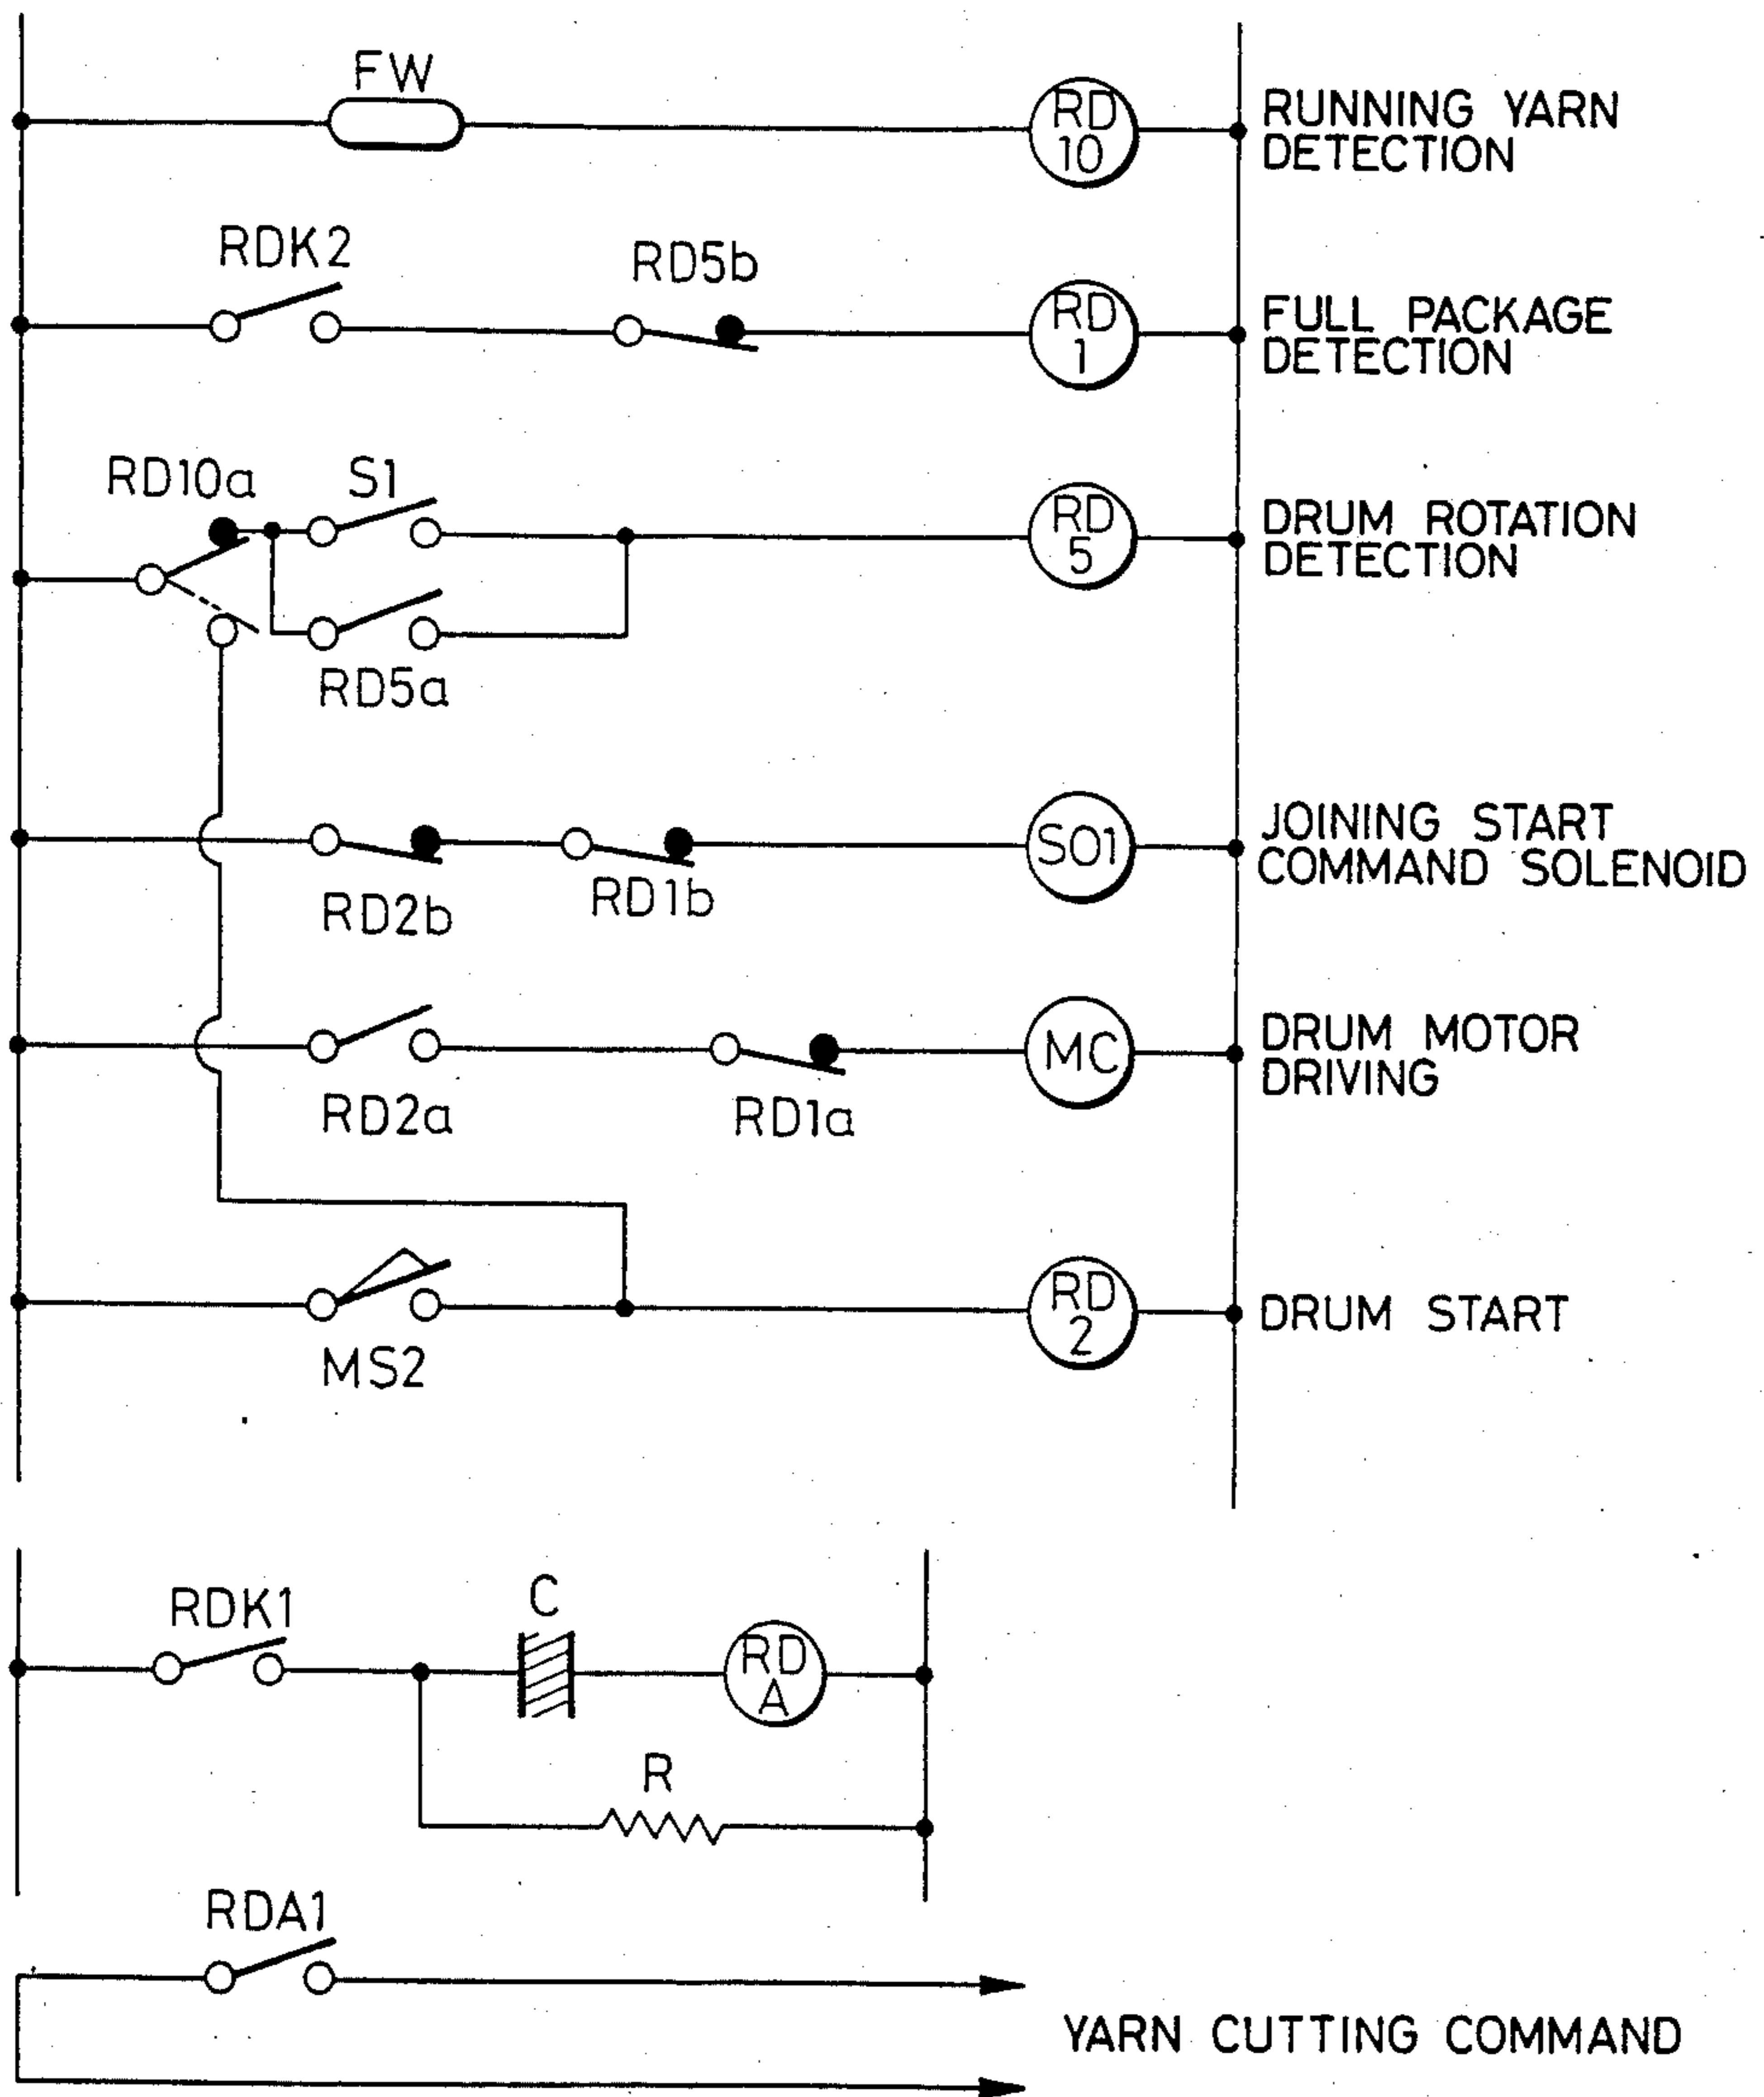 FW
RD
10
RUNNING YARN
DETECTION
RDK2
RD5b
RD
1
FULL PACKAGE
DETECTION
RD10a
S1
RD
5
DRUM ROTATION
DETECTION
RD5a
RD2b
RD1b
SO1
JOINING START
COMMAND SOLENOID
RD2a
RD1a
MC
DRUM MOTOR
DRIVING
MS2
RD
2
DRUM START
RDK1
C
RD
A
R
RDA1
YARN CUTTING COMMAND